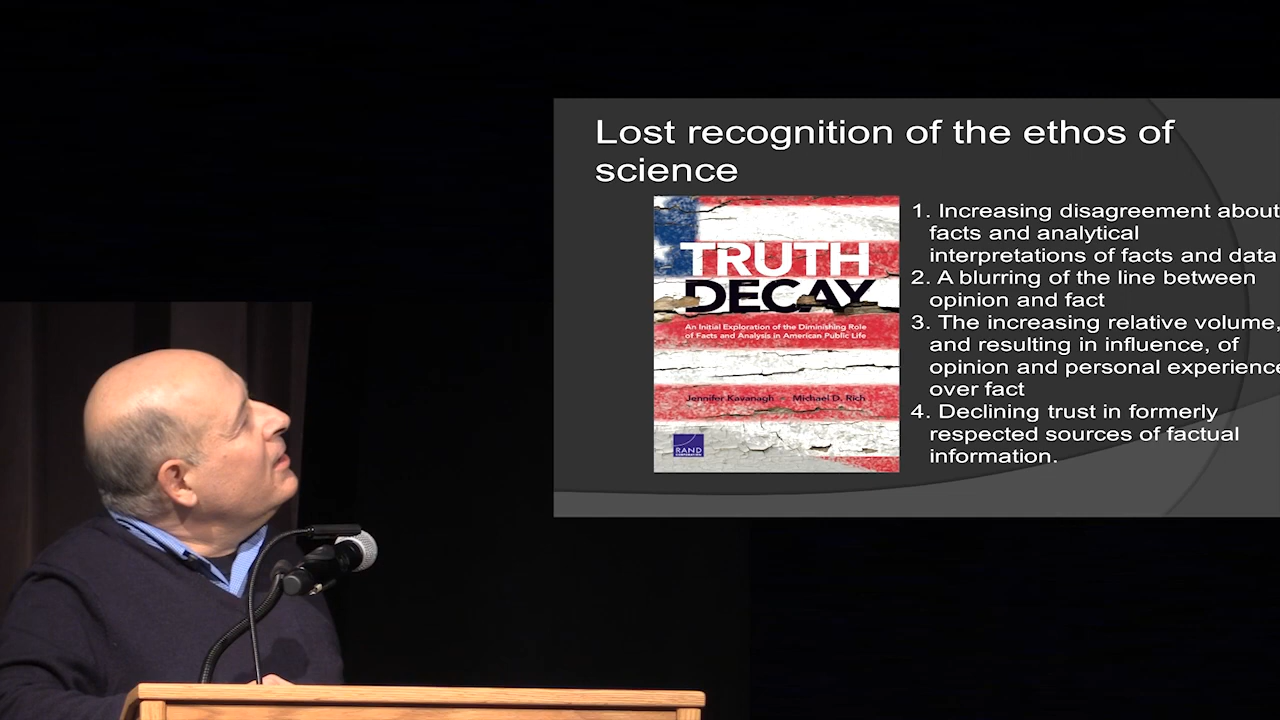 Lost recognition of the ethos of
science
TRUTH
DECAY
An Initial Exploration of the Diminishing Role
of Facts and Analysis in American Public Life
Jennifer Kavanagh Michael D. Rich
RAND
CORPORATION
1. Increasing disagreement about
facts and analytical
interpretations of facts and data
2. A blurring of the line between
opinion and fact
3. The increasing relative volume,
and resulting in influence, of
opinion and personal experience
over fact
4. Declining trust in formerly
respected sources of factual
information.